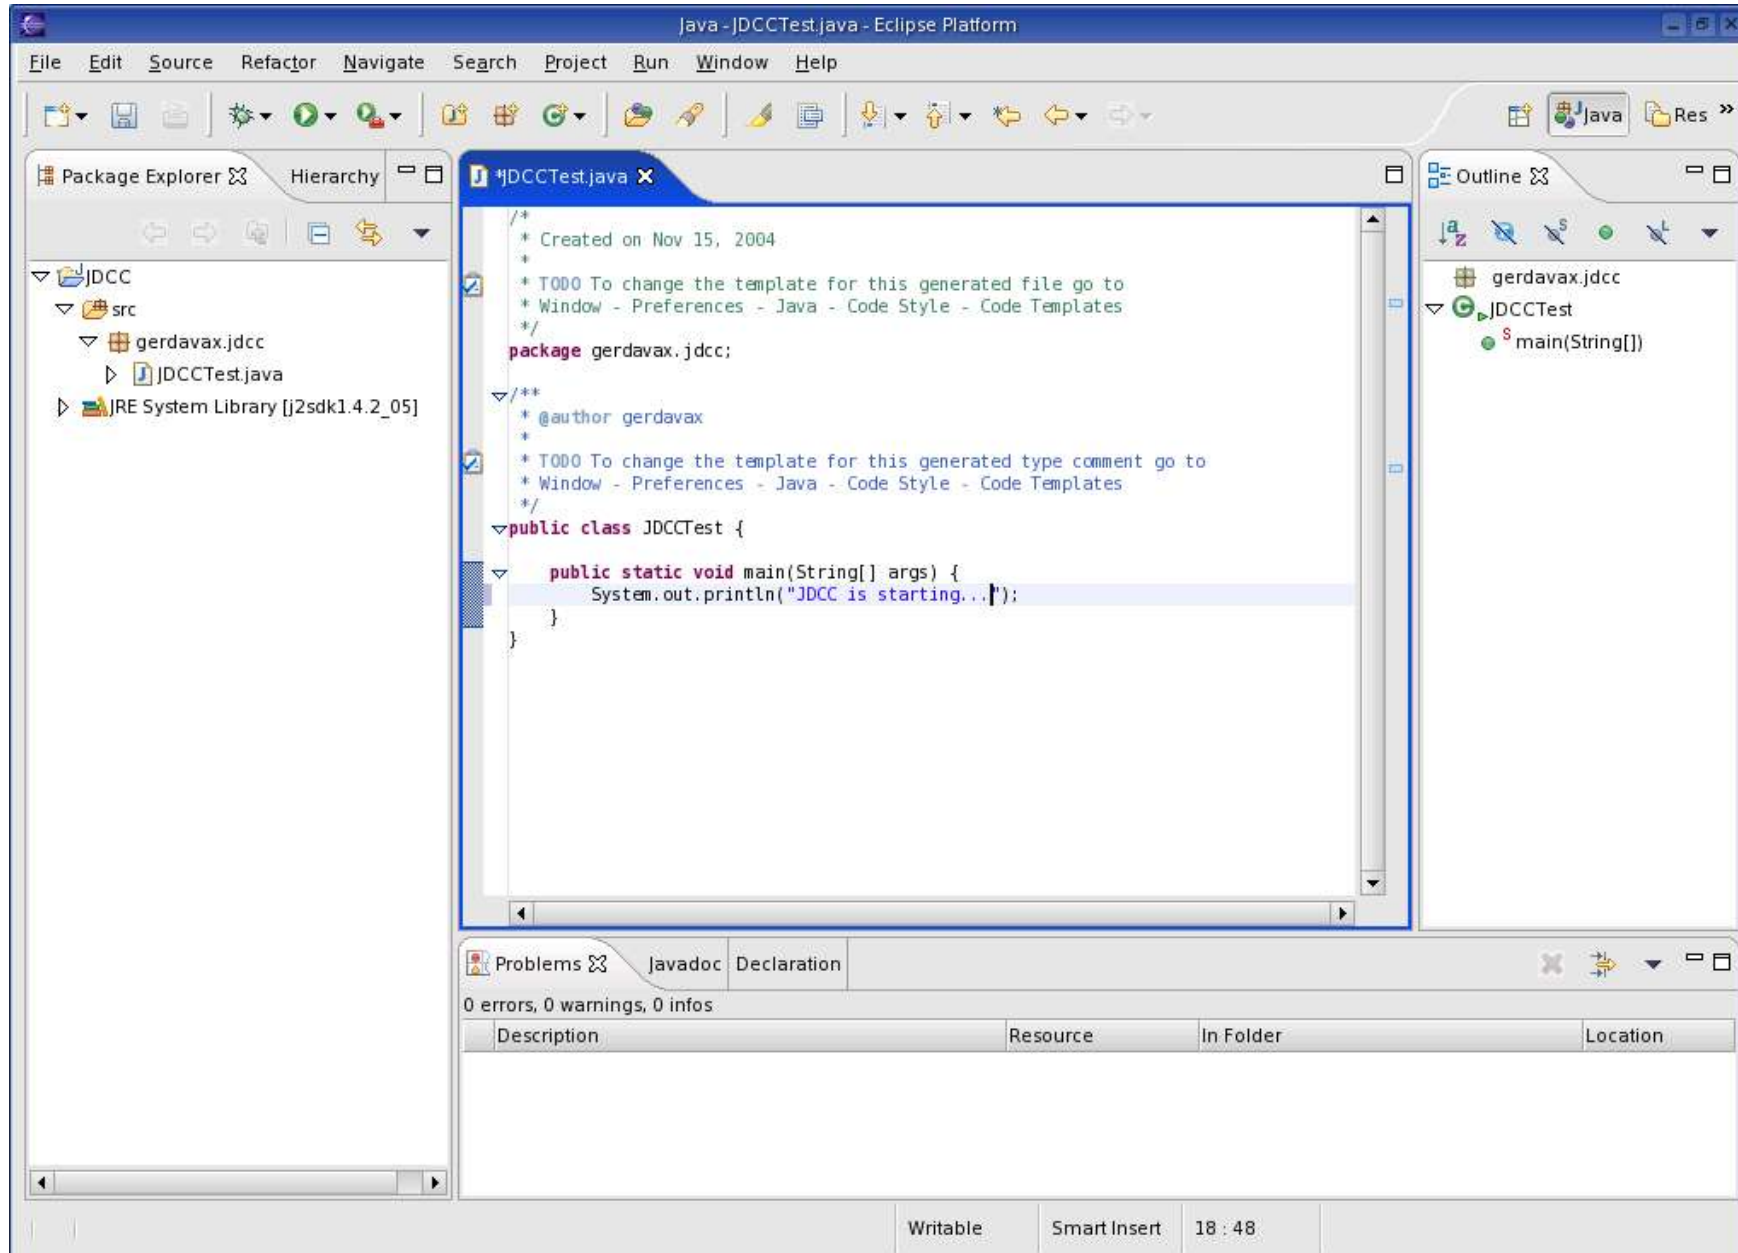 Java - JDCCTest.java - Eclipse Platform
File Edit Source Refactor Navigate Search Project Run Window Help
Java Res »
Package Explorer Hierarchy
JDCC
src
gerdavax.jdcc
JDCCTest.java
JRE System Library [j2sdk1.4.2_05]
*JDCCTest.java
/*
* Created on Nov 15, 2004
*
* TODO To change the template for this generated file go to
* Window - Preferences - Java - Code Style - Code Templates
*/
package gerdavax.jdcc;
/**
* @author gerdavax
*
* TODO To change the template for this generated type comment go to
* Window - Preferences - Java - Code Style - Code Templates
*/
public class JDCCTest {
public static void main(String[] args) {
System.out.println("JDCC is starting...");
}
}
Outline
gerdavax.jdcc
JDCCTest
main(String[])
Problems Javadoc Declaration
0 errors, 0 warnings, 0 infos
Description Resource In Folder Location
Writable Smart Insert 18 : 48